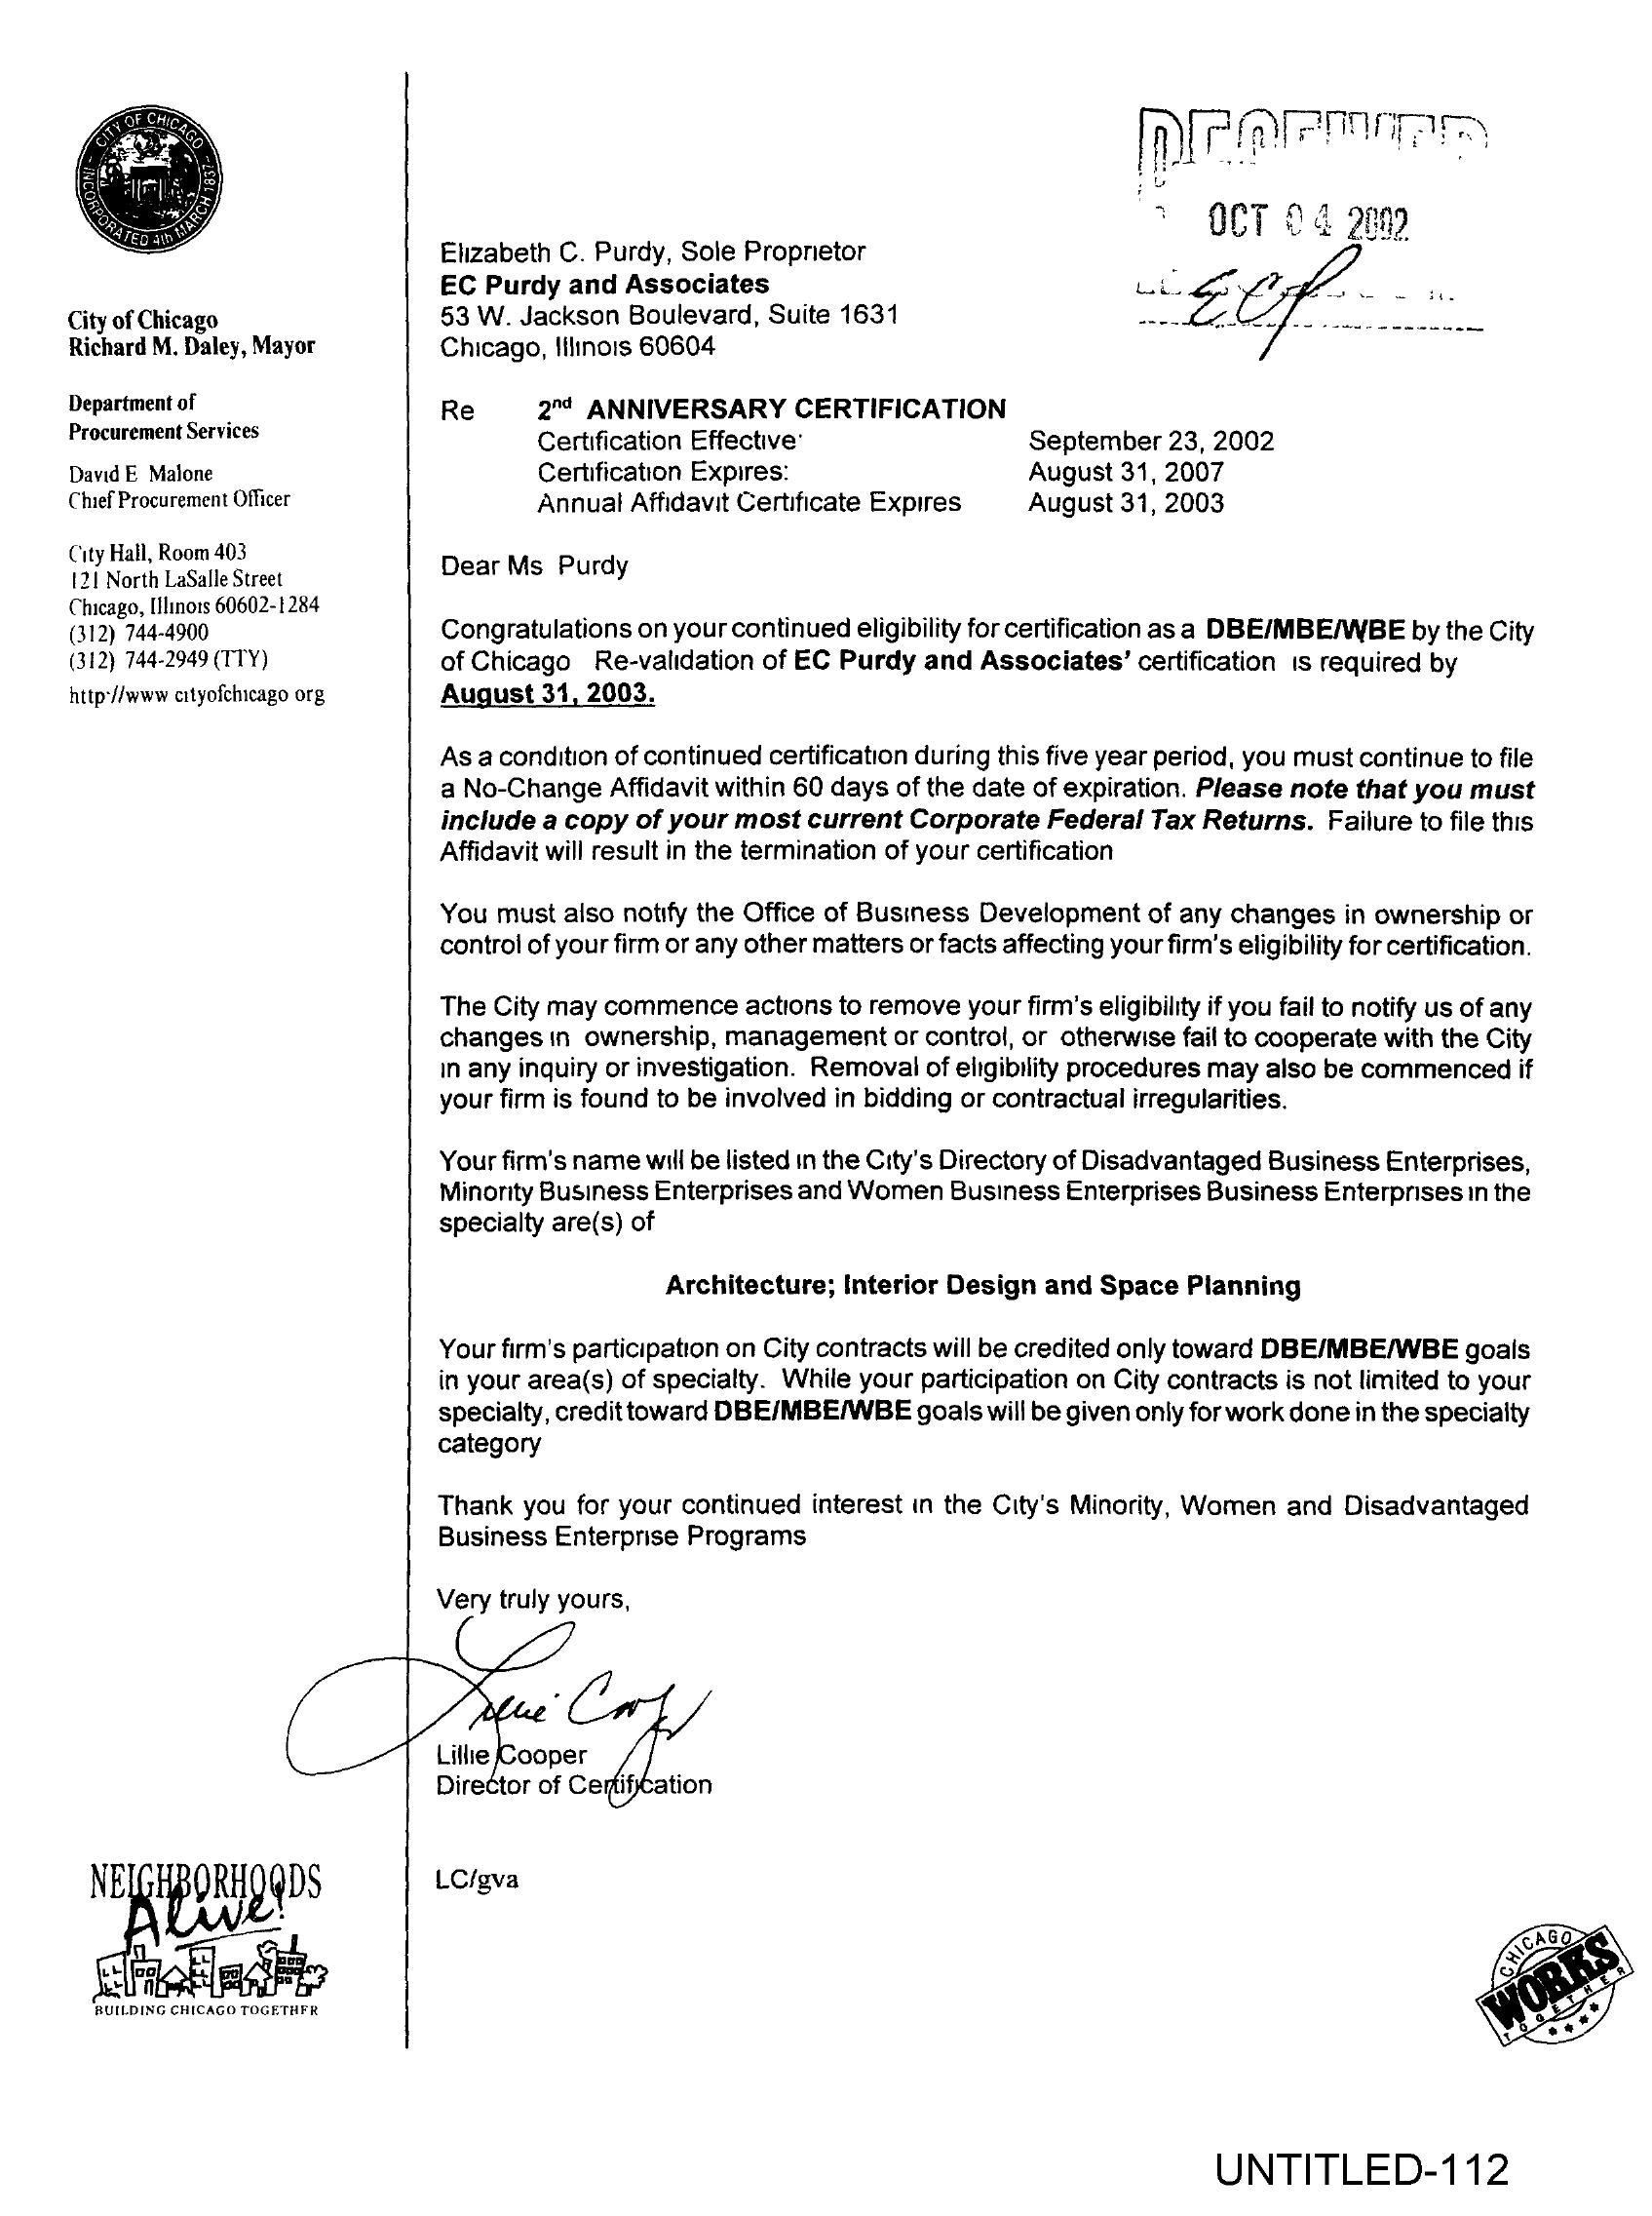 CITY OF CHICAGO
INCORPORATED 4th MARCH 1837
City of Chicago
Richard M. Daley, Mayor
Department of
Procurement Services
David E Malone
Chief Procurement Officer
City Hall, Room 403
121 North LaSalle Street
Chicago, Illinois 60602-1284
(312) 744-4900
(312) 744-2949 (TTY)
http://www cityofchicago org
RECEIVED
OCT 04 2002
ECP
Elizabeth C. Purdy, Sole Proprietor
EC Purdy and Associates
53 W. Jackson Boulevard, Suite 1631
Chicago, Illinois 60604
Re 2nd ANNIVERSARY CERTIFICATION
Certification Effective: September 23, 2002
Certification Expires: August 31, 2007
Annual Affidavit Certificate Expires August 31, 2003
Dear Ms Purdy
Congratulations on your continued eligibility for certification as a DBE/MBE/WBE by the City
of Chicago Re-validation of EC Purdy and Associates' certification is required by
August 31, 2003.
As a condition of continued certification during this five year period, you must continue to file
a No-Change Affidavit within 60 days of the date of expiration. Please note that you must
include a copy of your most current Corporate Federal Tax Returns. Failure to file this
Affidavit will result in the termination of your certification
You must also notify the Office of Business Development of any changes in ownership or
control of your firm or any other matters or facts affecting your firm's eligibility for certification.
The City may commence actions to remove your firm's eligibility if you fail to notify us of any
changes in ownership, management or control, or otherwise fail to cooperate with the City
in any inquiry or investigation. Removal of eligibility procedures may also be commenced if
your firm is found to be involved in bidding or contractual irregularities.
Your firm's name will be listed in the City's Directory of Disadvantaged Business Enterprises,
Minority Business Enterprises and Women Business Enterprises Business Enterprises in the
specialty are(s) of
Architecture; Interior Design and Space Planning
Your firm's participation on City contracts will be credited only toward DBE/MBE/WBE goals
in your area(s) of specialty. While your participation on City contracts is not limited to your
specialty, credit toward DBE/MBE/WBE goals will be given only for work done in the specialty
category
Thank you for your continued interest in the City's Minority, Women and Disadvantaged
Business Enterprise Programs
Very truly yours,
Lillie Cooper
Lillie Cooper
Director of Certification
LC/gva
NEIGHBORHOODS
Alive!
BUILDING CHICAGO TOGETHER
CHICAGO
WORKS
TOGETHER
UNTITLED-112